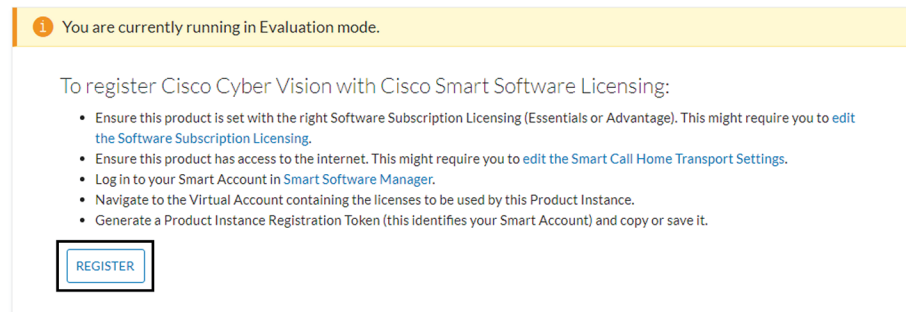 You are currently running in Evaluation mode.
To register Cisco Cyber Vision with Cisco Smart Software Licensing:
• Ensure this product is set with the right Software Subscription Licensing (Essentials or Advantage). This might require you to edit
the Software Subscription Licensing.
• Ensure this product has access to the internet. This might require you to edit the Smart Call Home Transport Settings.
• Log in to your Smart Account in Smart Software Manager.
• Navigate to the Virtual Account containing the licenses to be used by this Product Instance.
• Generate a Product Instance Registration Token (this identifies your Smart Account) and copy or save it.
REGISTER